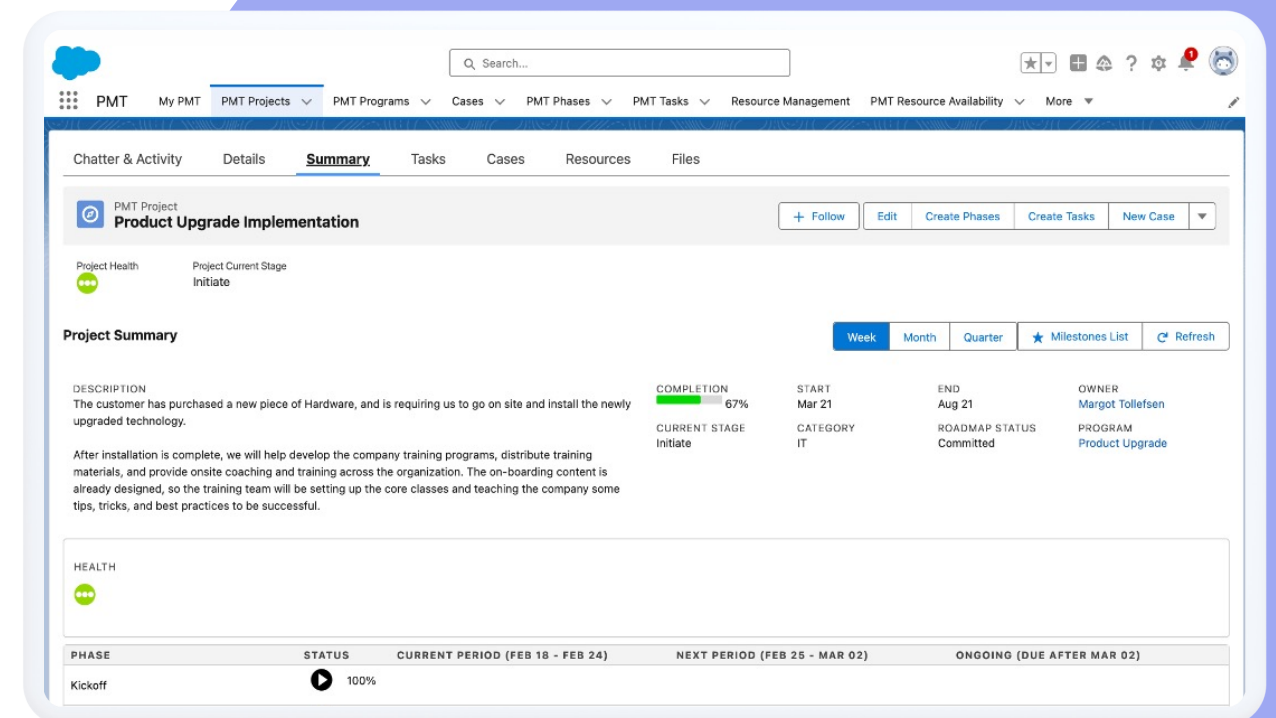 Search...
1
PMT My PMT PMT Projects PMT Programs Cases PMT Phases PMT Tasks Resource Management PMT Resource Availability More
Chatter & Activity Details Summary Tasks Cases Resources Files
PMT Project
Product Upgrade Implementation
+ Follow Edit Create Phases Create Tasks New Case
Project Health Project Current Stage
Initiate
Project Summary
Week Month Quarter ★ Milestones List Refresh
DESCRIPTION
The customer has purchased a new piece of Hardware, and is requiring us to go on site and install the newly
upgraded technology.
After installation is complete, we will help develop the company training programs, distribute training
materials, and provide onsite coaching and training across the organization. The on-boarding content is
already designed, so the training team will be setting up the core classes and teaching the company some
tips, tricks, and best practices to be successful.
COMPLETION START END OWNER
67% Mar 21 Aug 21 Margot Tollefsen
CURRENT STAGE CATEGORY ROADMAP STATUS PROGRAM
Initiate IT Committed Product Upgrade
HEALTH
PHASE STATUS CURRENT PERIOD (FEB 18 - FEB 24) NEXT PERIOD (FEB 25 - MAR 02) ONGOING (DUE AFTER MAR 02)
Kickoff 100%